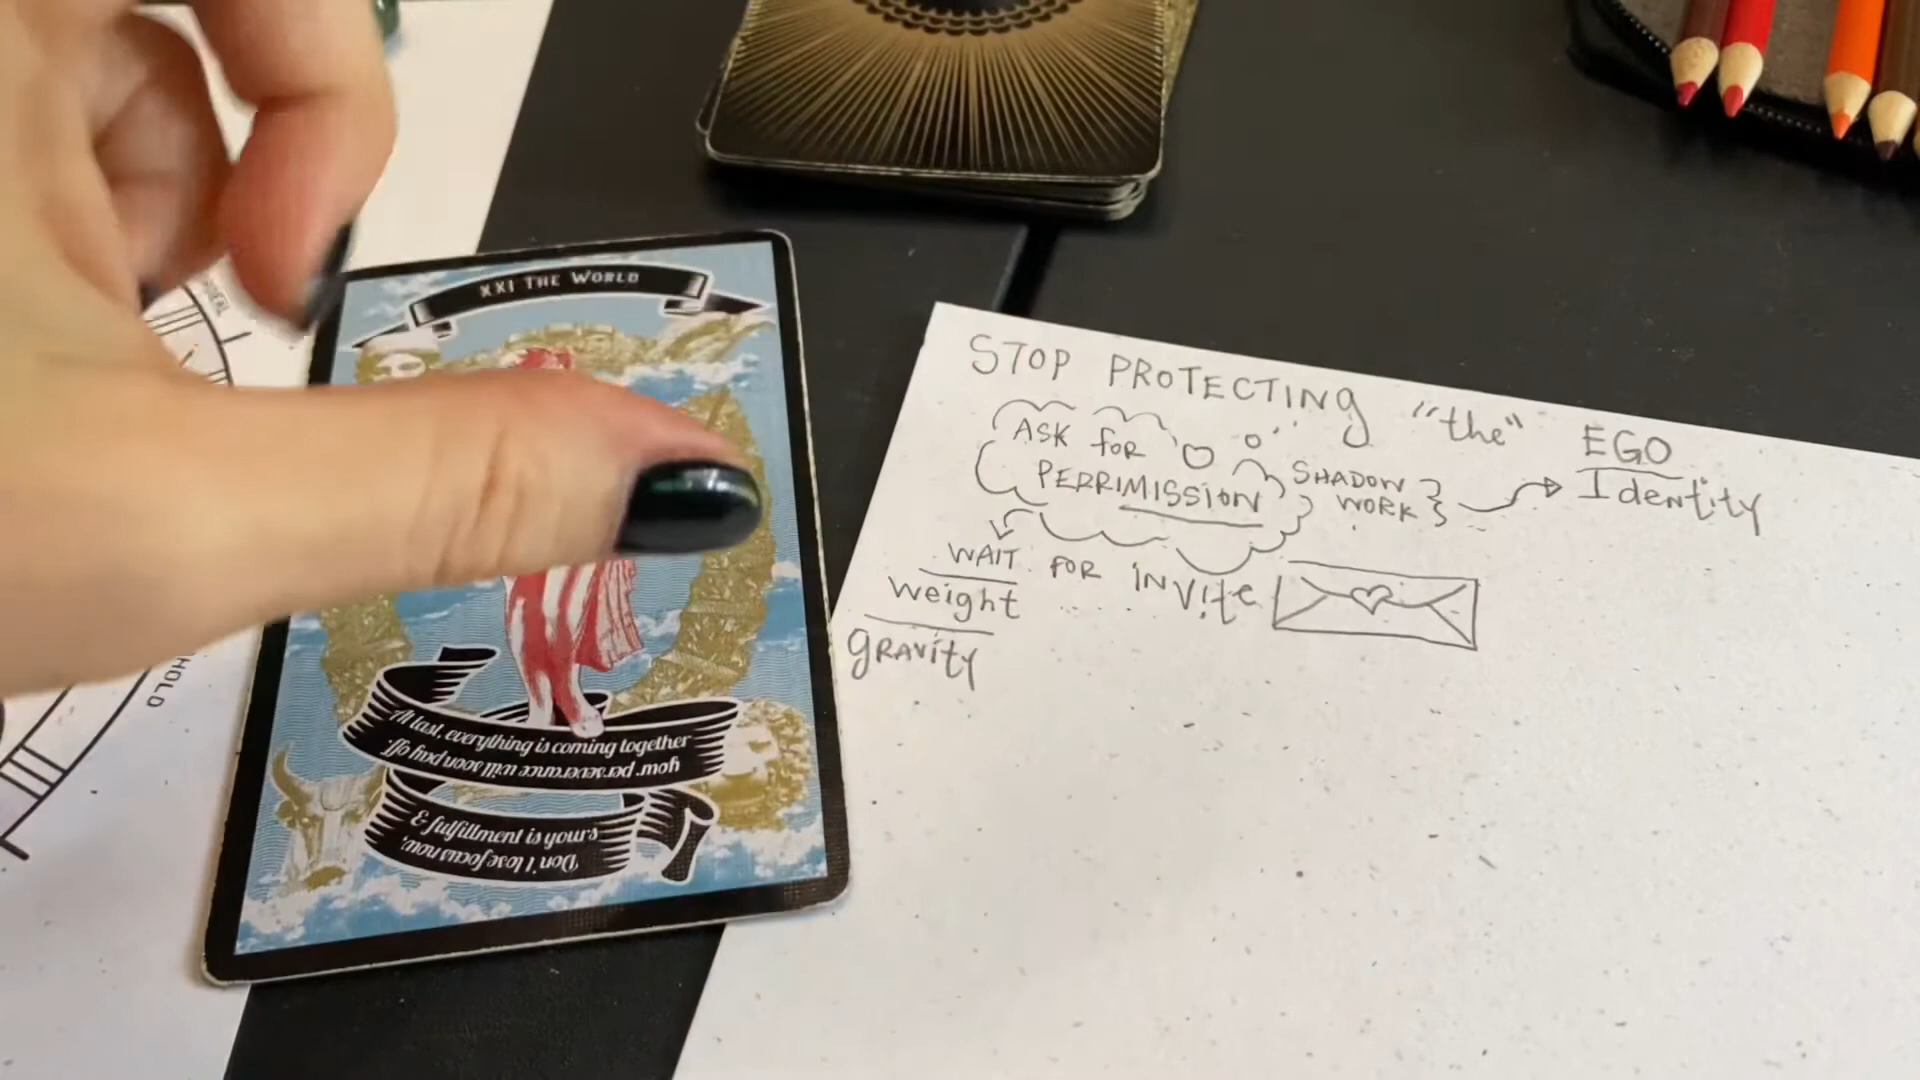 XXI THE WORLD
At last, everything is coming together
your perseverance will soon pay off.
& fulfillment is yours
Don't lose focus now,
HOLD
STOP PROTECTING "the" EGO
Identity
ASK for
PERRIMISSION
SHADOW
WORK
WAIT FOR INVITE
weight
gravity